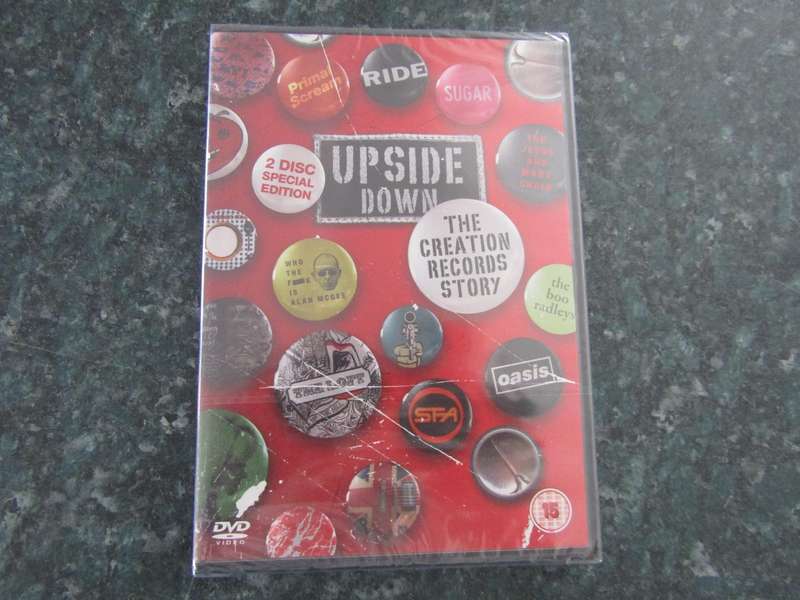 Primal
Scream
RIDE
SUGAR
2 DISC
SPECIAL
EDITION
UPSIDE
DOWN
THE
JESUS
AND
MARY
CHAIN
THE
CREATION
RECORDS
STORY
WHO
THE
IS
ALAN MCGEE
the
boo
radleys
oasis
SFA
DVD
VIDEO
15